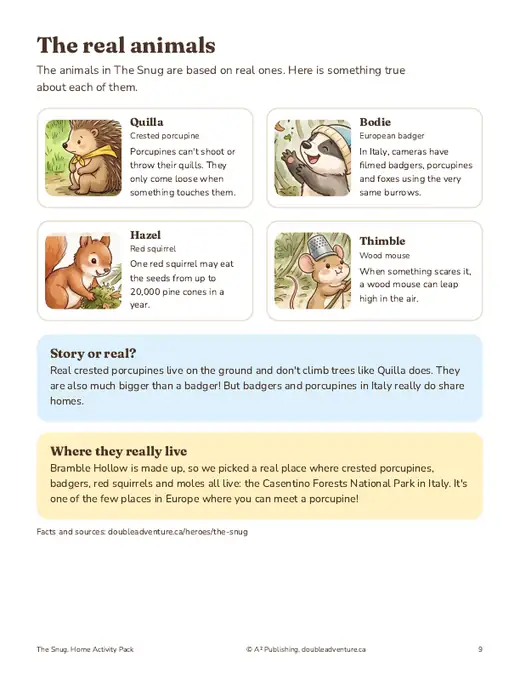 The real animals
The animals in The Snug are based on real ones. Here is something true
about each of them.
Quilla
Crested porcupine
Porcupines can't shoot or
throw their quills. They
only come loose when
something touches them.
Bodie
European badger
In Italy, cameras have
filmed badgers, porcupines
and foxes using the very
same burrows.
Hazel
Red squirrel
One red squirrel may eat
the seeds from up to
20,000 pine cones in a
year.
Thimble
Wood mouse
When something scares it,
a wood mouse can leap
high in the air.
Story or real?
Real crested porcupines live on the ground and don't climb trees like Quilla does. They
are also much bigger than a badger! But badgers and porcupines in Italy really do share
homes.
Where they really live
Bramble Hollow is made up, so we picked a real place where crested porcupines,
badgers, red squirrels and moles all live: the Casentino Forests National Park in Italy. It's
one of the few places in Europe where you can meet a porcupine!
Facts and sources: doubleadventure.ca/heroes/the-snug
The Snug, Home Activity Pack
© A² Publishing, doubleadventure.ca
9